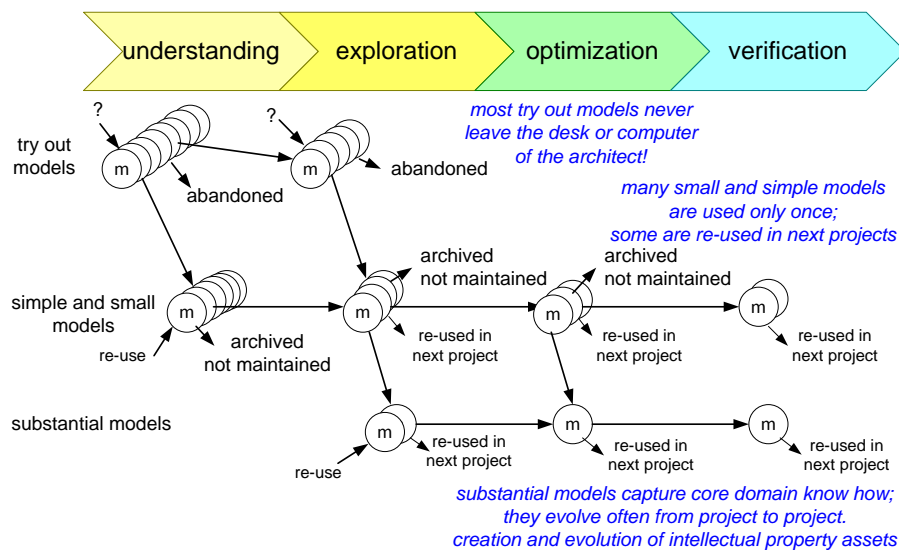 understanding
exploration
optimization
verification
most try out models never
leave the desk or computer
of the architect!
?
?
try out
models
m
m
abandoned
abandoned
many small and simple models
are used only once;
some are re-used in next projects
archived
not maintained
archived
not maintained
simple and small
models
m
m
m
m
re-use
archived
not maintained
re-used in
next project
re-used in
next project
re-used in
next project
substantial models
m
m
m
re-use
re-used in
next project
re-used in
next project
re-used in
next project
substantial models capture core domain know how;
they evolve often from project to project.
creation and evolution of intellectual property assets